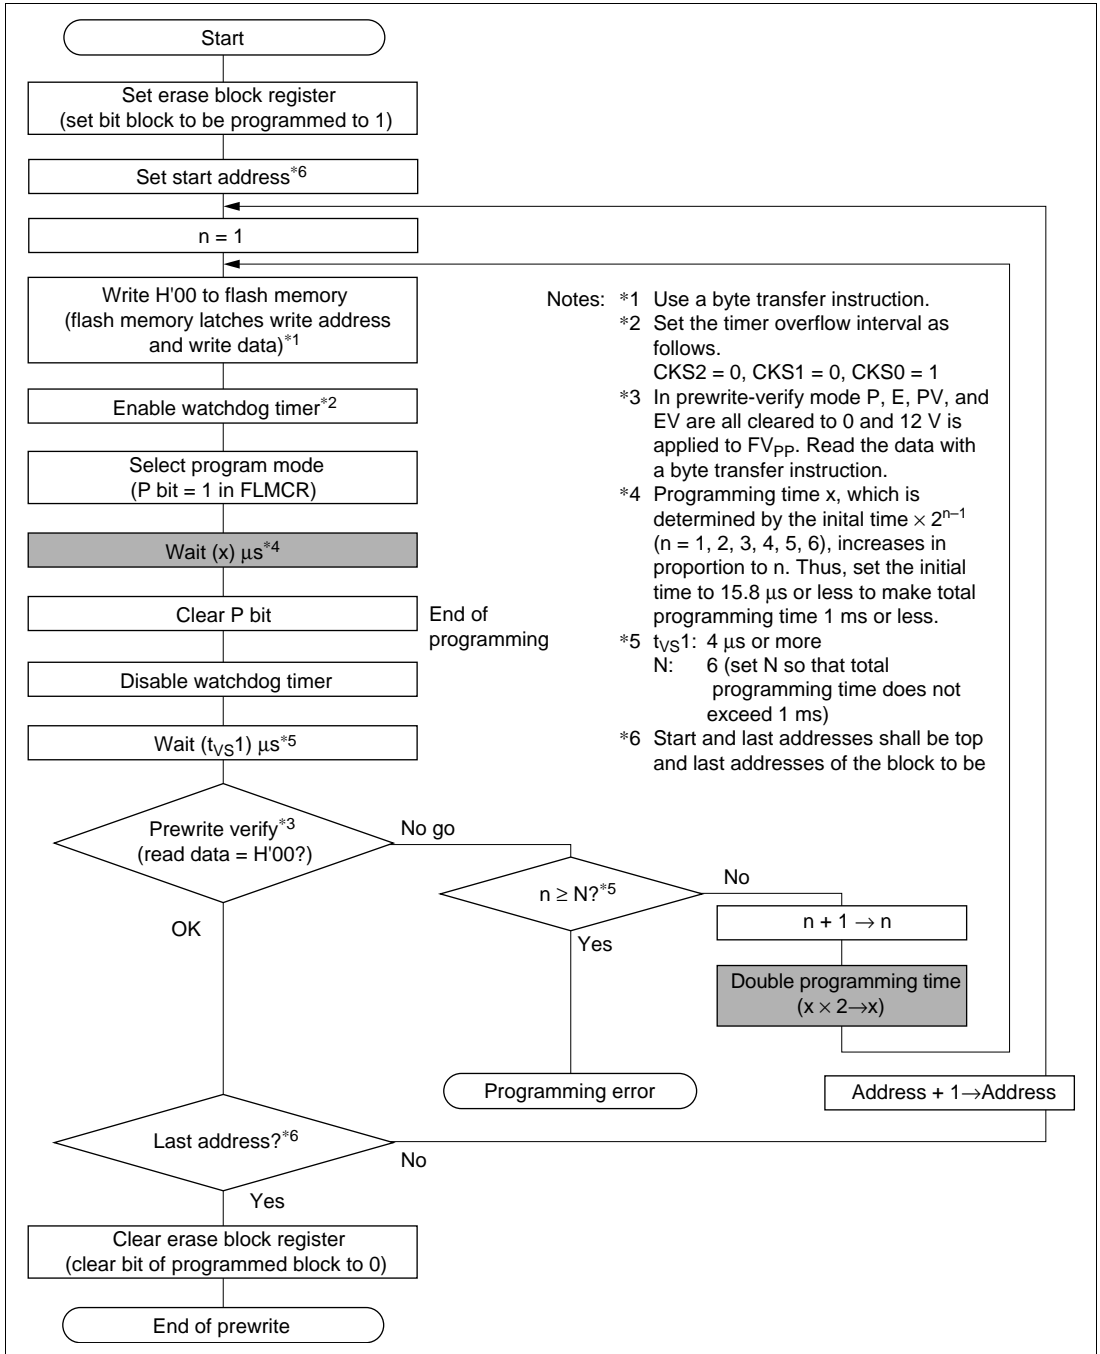 Start
Set erase block register
(set bit block to be programmed to 1)
Set start address*6
n = 1
Write H'00 to flash memory
(flash memory latches write address
and write data)*1
Enable watchdog timer*2
Select program mode
(P bit = 1 in FLMCR)
Wait (x) μs*4
Clear P bit
End of
programming
Disable watchdog timer
Wait (tVS1) μs*5
Prewrite verify*3
(read data = H'00?)
No go
OK
n ≥ N?*5
No
Yes
n + 1 → n
Double programming time
(x × 2→x)
Programming error
Address + 1→Address
Last address?*6
No
Yes
Clear erase block register
(clear bit of programmed block to 0)
End of prewrite
Notes: *1 Use a byte transfer instruction.
*2 Set the timer overflow interval as
follows.
CKS2 = 0, CKS1 = 0, CKS0 = 1
*3 In prewrite-verify mode P, E, PV, and
EV are all cleared to 0 and 12 V is
applied to FVPP. Read the data with
a byte transfer instruction.
*4 Programming time x, which is
determined by the inital time × 2n–1
(n = 1, 2, 3, 4, 5, 6), increases in
proportion to n. Thus, set the initial
time to 15.8 μs or less to make total
programming time 1 ms or less.
*5 tVS1: 4 μs or more
N: 6 (set N so that total
programming time does not
exceed 1 ms)
*6 Start and last addresses shall be top
and last addresses of the block to be